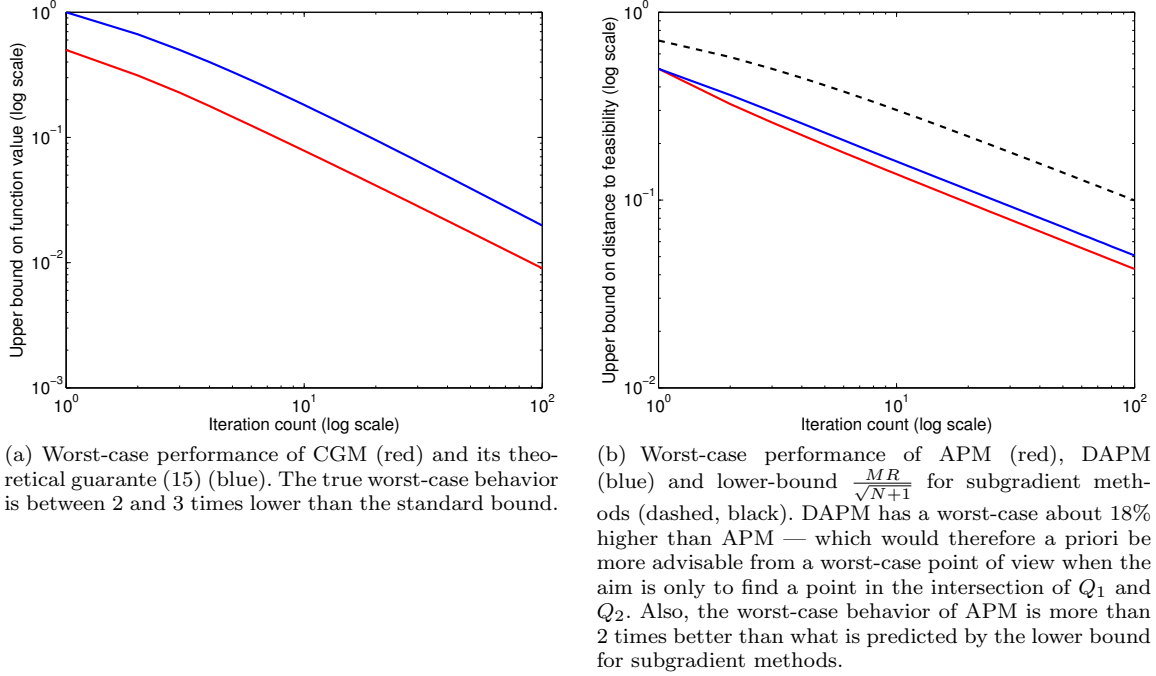 Upper bound on function value (log scale)
10^0
10^{-1}
10^{-2}
10^{-3}
10^0
10^1
10^2
Iteration count (log scale)
(a) Worst-case performance of CGM (red) and its theo-
retical guarante (15) (blue). The true worst-case behavior
is between 2 and 3 times lower than the standard bound.
Upper bound on distance to feasibility (log scale)
10^0
10^{-1}
10^{-2}
10^0
10^1
10^2
Iteration count (log scale)
(b) Worst-case performance of APM (red), DAPM
(blue) and lower-bound \frac{MR}{\sqrt{N+1}} for subgradient meth-
ods (dashed, black). DAPM has a worst-case about 18%
higher than APM — which would therefore a priori be
more advisable from a worst-case point of view when the
aim is only to find a point in the intersection of Q_1 and
Q_2. Also, the worst-case behavior of APM is more than
2 times better than what is predicted by the lower bound
for subgradient methods.